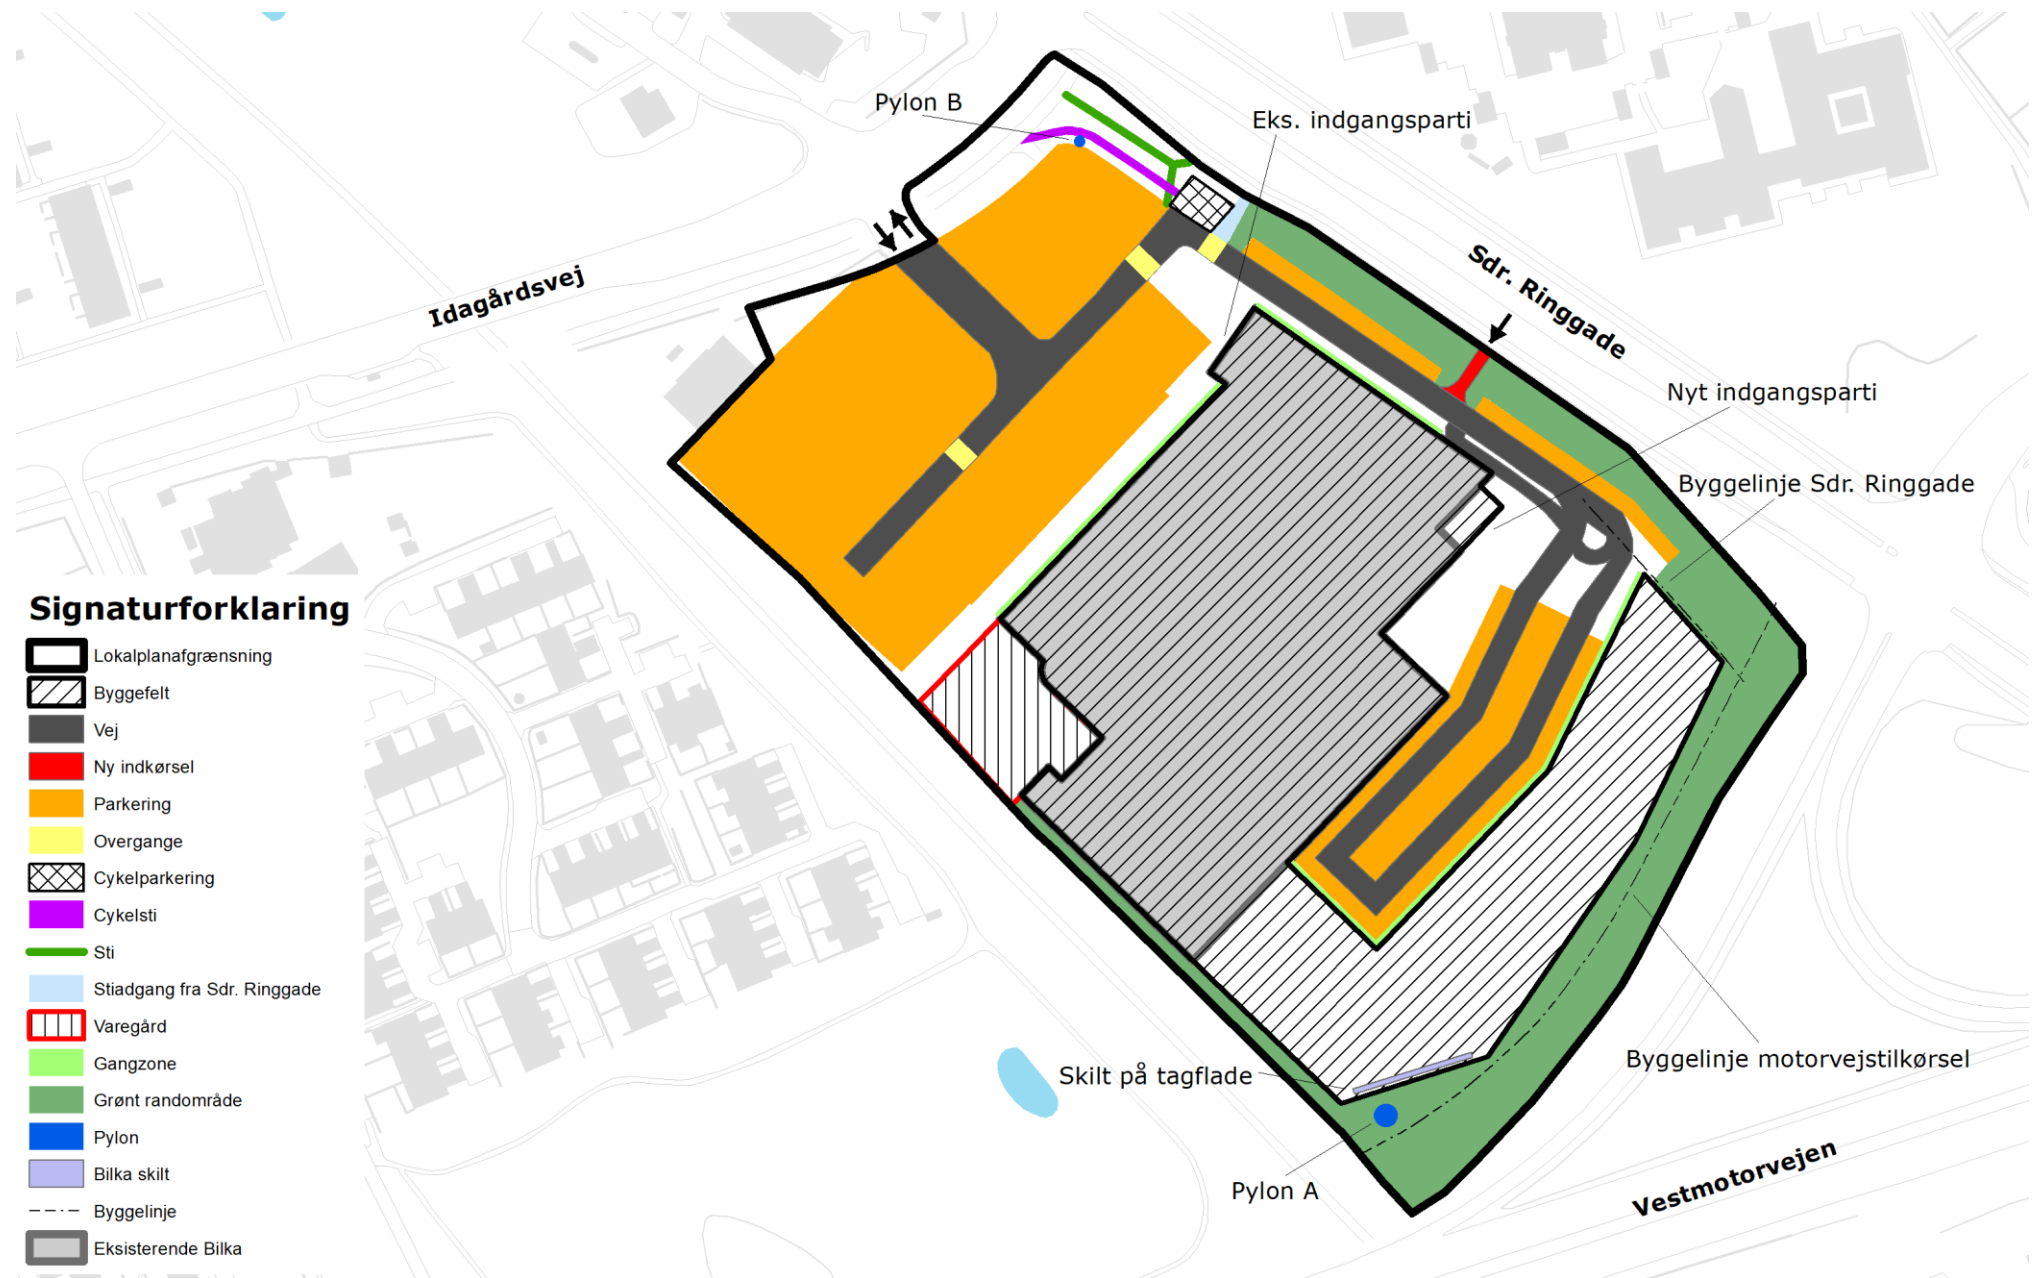 Pylon B
Eks. indgangsparti
Sdr. Ringgade
Idagårdsvej
Nyt indgangsparti
Byggelinje Sdr. Ringgade
Signaturforklaring
Lokalplanafgrænsning
Byggefelt
Vej
Ny indkørsel
Parkering
Overgange
Cykelparkering
Cykelsti
Sti
Stiadgang fra Sdr. Ringgade
Varegård
Gangzone
Grønt randområde
Pylon
Bilka skilt
Byggelinje
Eksisterende Bilka
Byggelinje motorvejstilkørsel
Skilt på tagflade
Pylon A
Vestmotorvejen